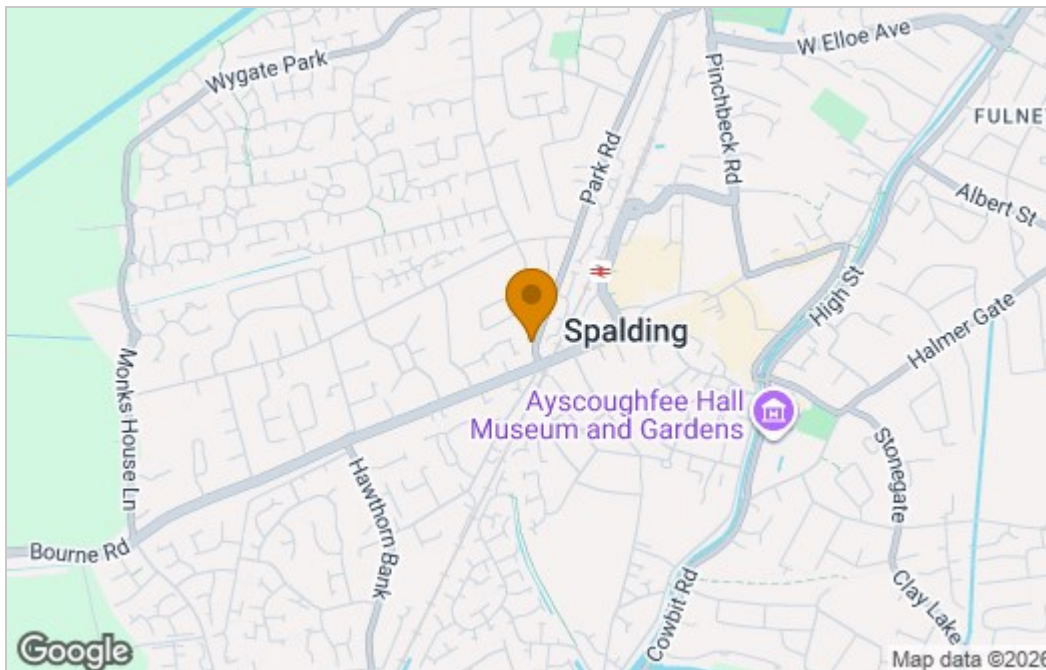 W Elloe Ave
Wygate Park
Pinchbeck Rd
FULNE
Park Rd
Albert St
High St
Spalding
Halmer Gate
Monks House Ln
Ayscoughfee Hall
Museum and Gardens
Stonegate
Hawthorn Bank
Bourne Rd
Cowbit Rd
Clay Lake
Google
Map data ©2026